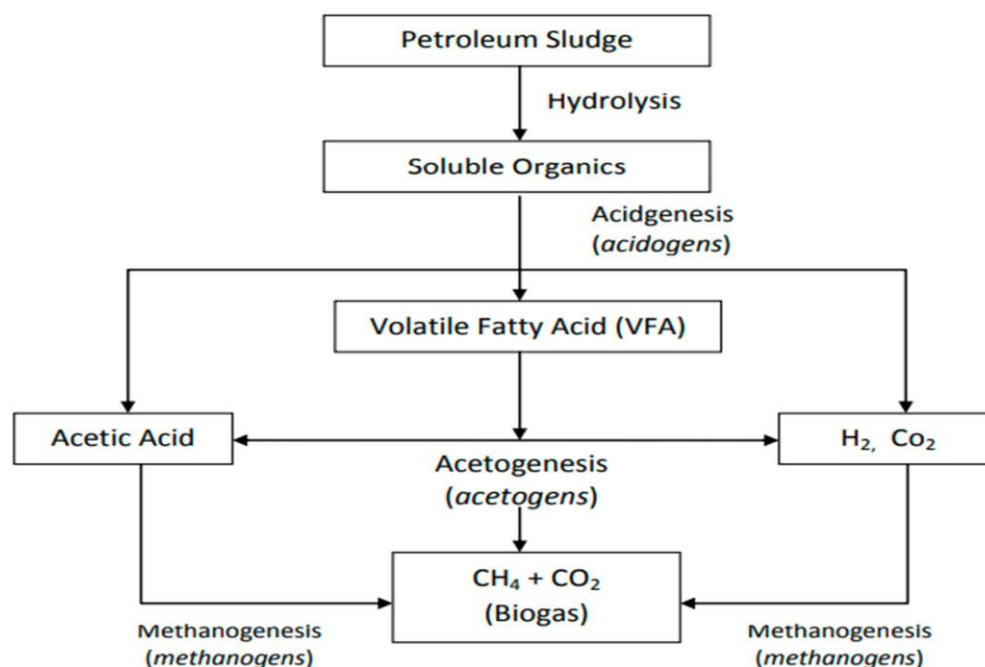 Petroleum Sludge
Hydrolysis
Soluble Organics
Acidgenesis
(acidogens)
Volatile Fatty Acid (VFA)
Acetic Acid
H₂, Co₂
Acetogenesis
(acetogens)
CH₄ + CO₂
(Biogas)
Methanogenesis
(methanogens)
Methanogenesis
(methanogens)